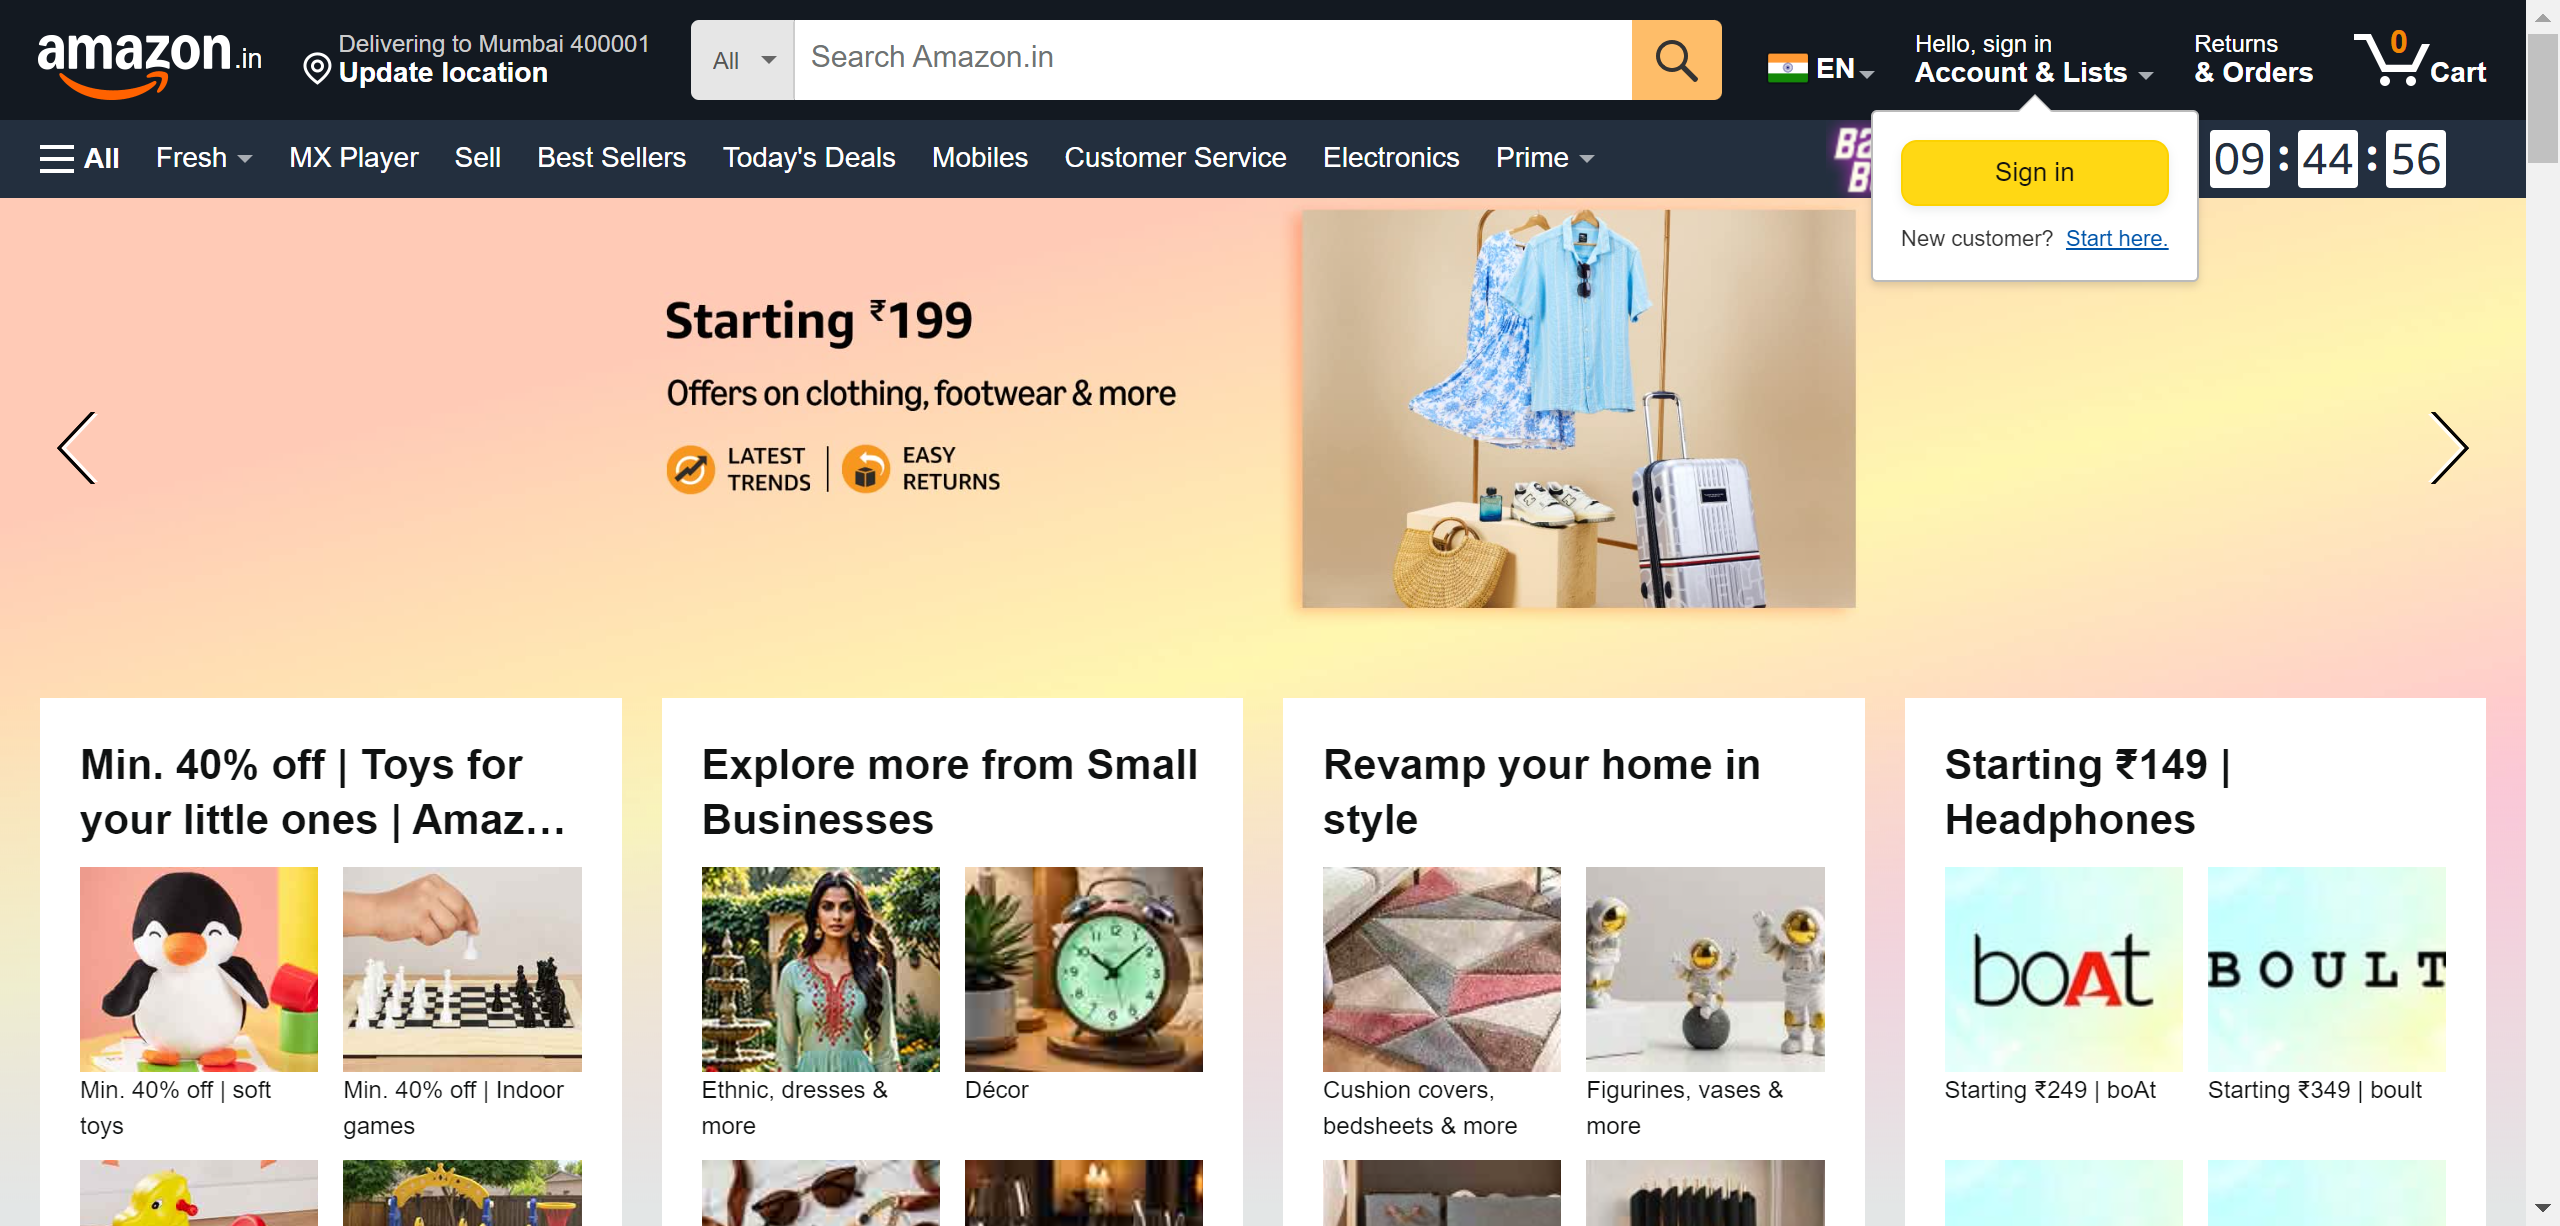 amazon.in
Delivering to Mumbai 400001
Update location
All
Search Amazon.in
EN
Hello, sign in
Account & Lists
Returns
& Orders
0
Cart
All
Fresh
MX Player
Sell
Best Sellers
Today's Deals
Mobiles
Customer Service
Electronics
Prime
09 : 44 : 56
Sign in
New customer? Start here.
Starting ₹199
Offers on clothing, footwear & more
LATEST
TRENDS
EASY
RETURNS
Min. 40% off | Toys for
your little ones | Amaz…
Explore more from Small
Businesses
Revamp your home in
style
Starting ₹149 |
Headphones
boAt
BOULT
Min. 40% off | soft
toys
Min. 40% off | Indoor
games
Ethnic, dresses &
more
Décor
Cushion covers,
bedsheets & more
Figurines, vases &
more
Starting ₹249 | boAt
Starting ₹349 | boult